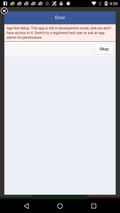 4:50
Error
App Not Setup: This app is still in development mode, and you don't
have access to it. Switch to a registered test user or ask an app
admin for permissions.
Okay